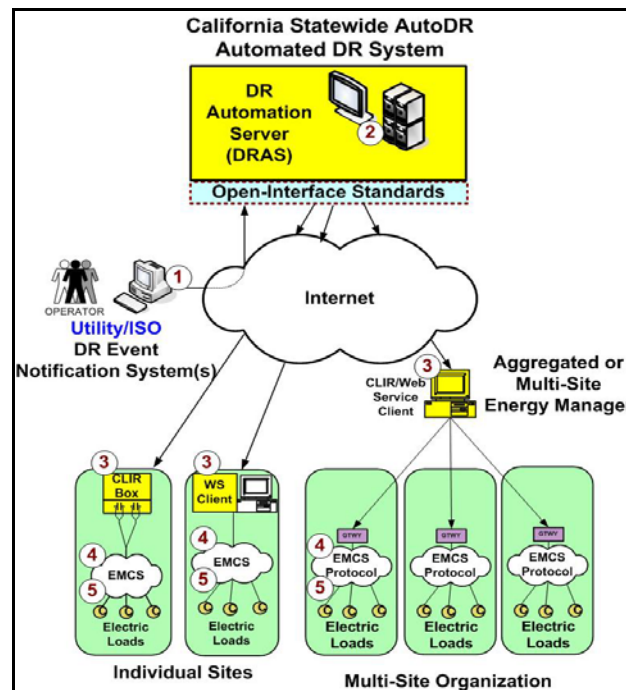 California Statewide AutoDR
Automated DR System
DR
Automation
Server
(DRAS)
2
Open-Interface Standards
1
OPERATOR
Utility/ISO
DR Event
Notification System(s)
Internet
3
CLIR/Web
Service
Client
Aggregated or
Multi-Site
Energy Manager
3
CLIR
Box
4
EMCS
5
Electric
Loads
3
WS
Client
4
EMCS
5
Electric
Loads
Individual Sites
GTWY
4
EMCS
Protocol
5
Electric
Loads
GTWY
EMCS
Protocol
Electric
Loads
GTWY
EMCS
Protocol
Electric
Loads
Multi-Site Organization